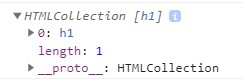 ▼ HTMLCollection [h1] i
▶ 0: h1
length: 1
▶ __proto__: HTMLCollection